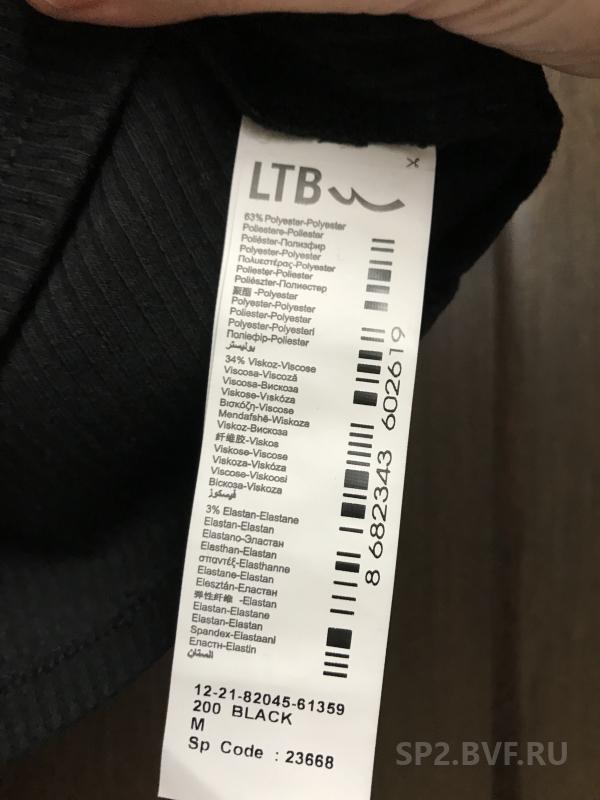 LTB
63% Polyester-Polyester
Poliestere-Poliester
Poliéster-Полиэфир
Polyester-Polyester
Πολυεστέρας-Polyester
Poliester-Poliester
Poliészter-Полиестер
聚酯 -Polyester
Polyester-Polyester
Poliester-Polyester
Polyester-Polyesteri
Поліефір-Poliester
بوليستر
34% Viskoz-Viscose
Viscosa-Viscoză
Viscosa-Вискоза
Viskose-Viskóza
Βισκόζη-Viscose
Mendafshë-Wiskoza
Viskoz-Вискоза
纤维胶-Viskos
Viskose-Viscose
Viskoza-Viskóza
Viscose-Viskoosi
Віскоза-Viskoza
فيسكوز
3% Elastan-Elastane
Elastan-Elastan
Elastano-Эластан
Elasthan-Elastan
σπαντέξ-Elasthanne
Elastane-Elastan
Elesztán-Еластан
弹性纤维 -Elastan
Elastan-Elastane
Elastan-Elastan
Spandex-Elastaani
Еластн-Elastin
الاستان
8 682343 602619
12-21-82045-61359
200 BLACK
M
Sp Code : 23668
SP2.BVF.RU